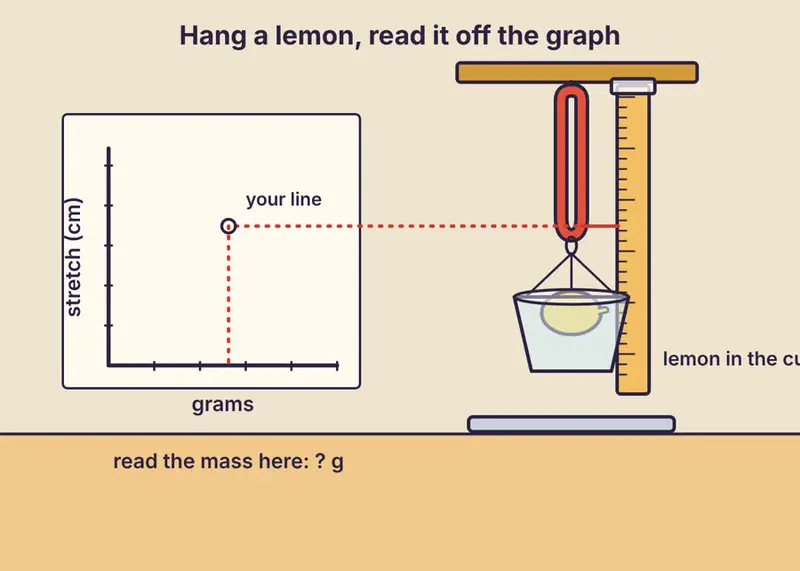 Hang a lemon, read it off the graph
your line
stretch (cm)
grams
lemon in the cu
read the mass here: ? g